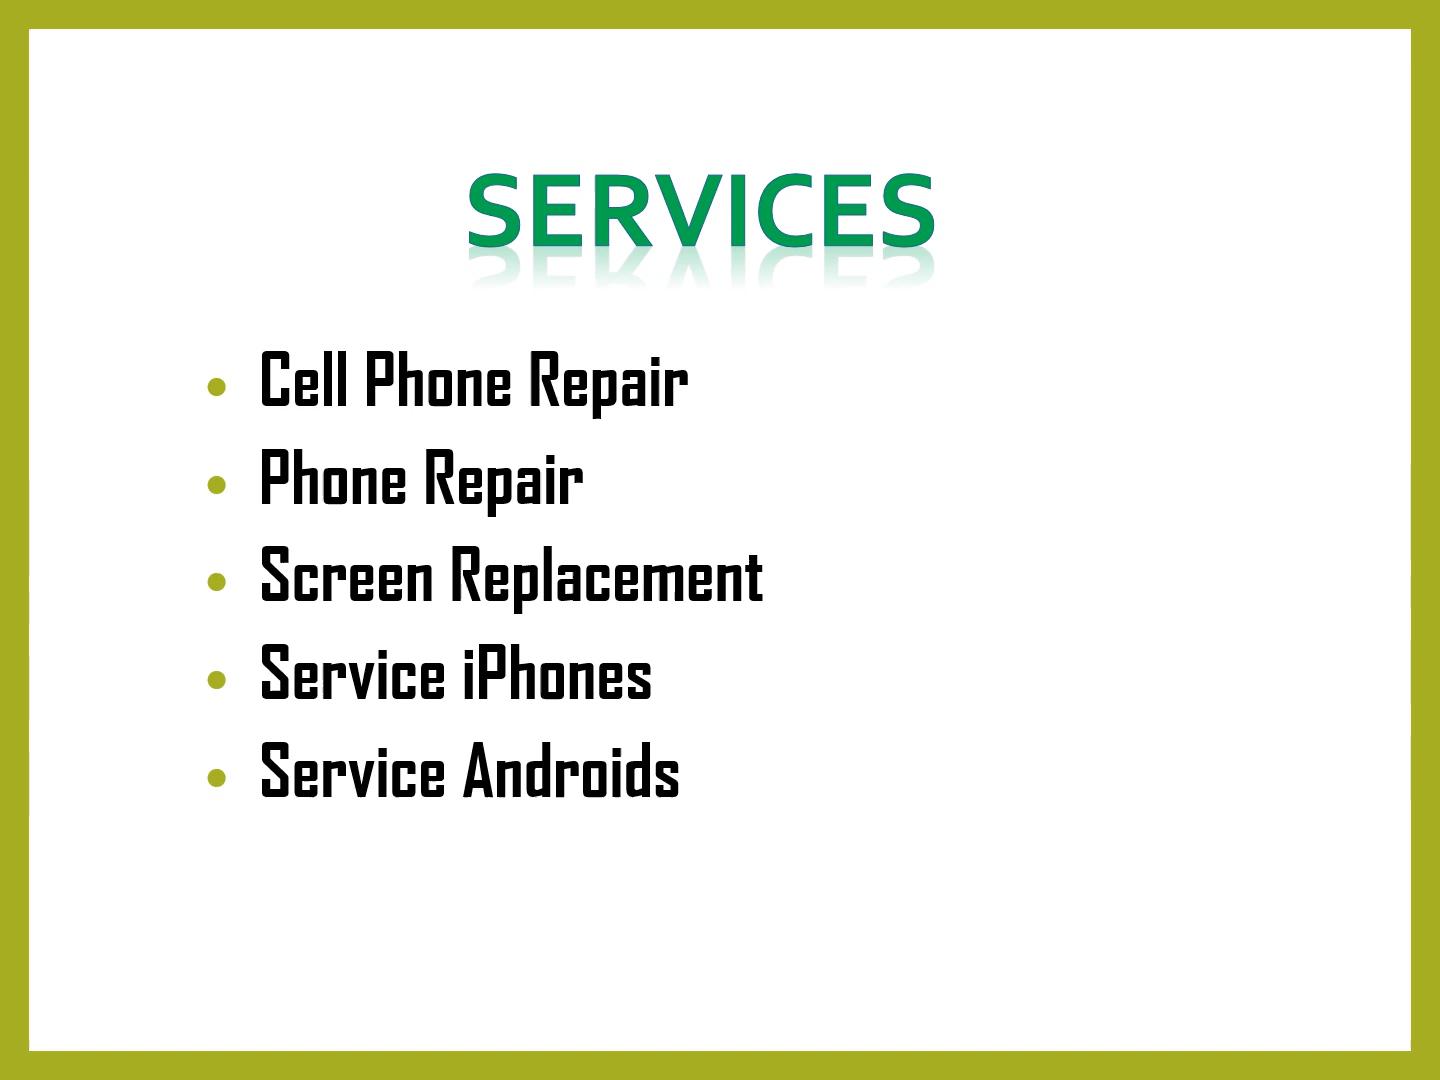 SERVICES
• Cell Phone Repair
• Phone Repair
• Screen Replacement
• Service iPhones
• Service Androids